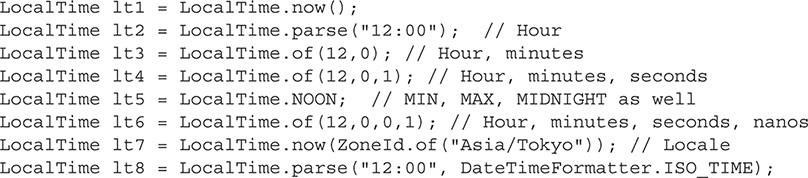 LocalTime lt1 = LocalTime.now();
LocalTime lt2 = LocalTime.parse("12:00");  // Hour
LocalTime lt3 = LocalTime.of(12,0); // Hour, minutes
LocalTime lt4 = LocalTime.of(12,0,1); // Hour, minutes, seconds
LocalTime lt5 = LocalTime.NOON;  // MIN, MAX, MIDNIGHT as well
LocalTime lt6 = LocalTime.of(12,0,0,1); // Hour, minutes, seconds, nanos
LocalTime lt7 = LocalTime.now(ZoneId.of("Asia/Tokyo")); // Locale
LocalTime lt8 = LocalTime.parse("12:00", DateTimeFormatter.ISO_TIME);